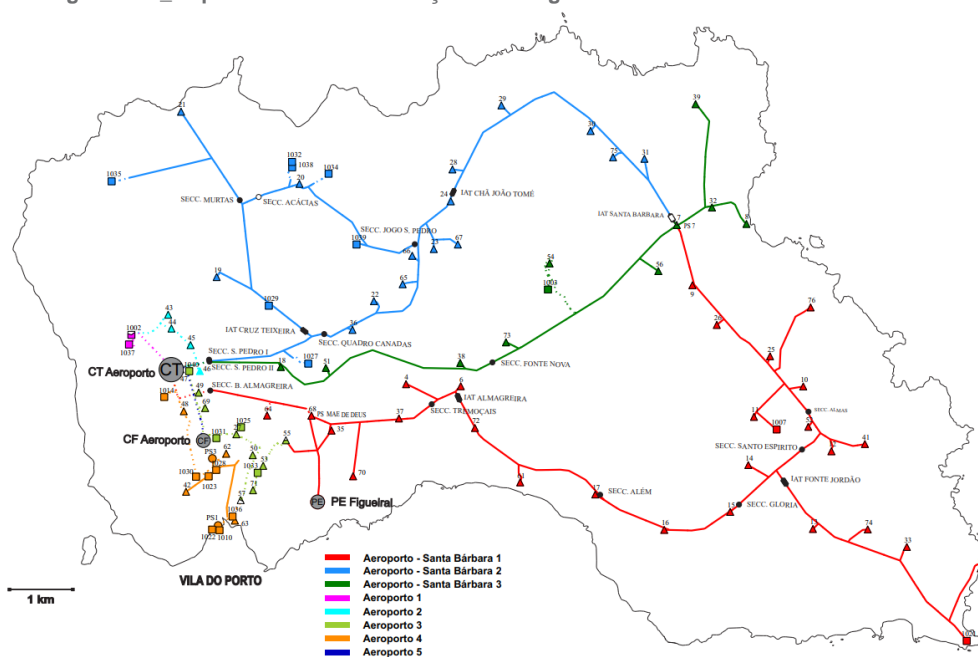 39
21
29
30
1032
1038
1034
75
31
28
1035
20
SECC. ACÁCIAS
24
IAT CHÃ JOÃO TOMÉ
32
SECC. MURTAS
IAT SANTA BARBARA
7
8
PS 7
SECC. JOGO S. PEDRO
1039
66
23
67
54
19
56
65
1003
9
1029
22
76
43
44
36
26
1002
IAT CRUZ TEIXEIRA
SECC. QUADRO CANADAS
45
73
1037
SECC. S. PEDRO I
25
1027
38
SECC. FONTE NOVA
CT
1040
SECC. S. PEDRO II
18
51
CT Aeroporto
46
47
4
6
10
49
SECC. B. ALMAGREIRA
1014
IAT ALMAGREIRA
48
69
64
68
PS MAE DE DEUS
37
SECC. TREMOÇAIS
11
1007
1025
35
72
CF Aeroporto
CF
1031
50
55
41
SECC. SANTO ESPIRITO
PS3
62
53
14
1030
1033
70
IAT FONTE JORDÃO
1023
71
17
SECC. ALÉM
42
57
PE
PE Figueiral
15
SECC. GLORIA
PS1
1036
63
16
13
74
1022
1010
33
VILA DO PORTO
Aeroporto - Santa Bárbara 1
Aeroporto - Santa Bárbara 2
Aeroporto - Santa Bárbara 3
1 km
Aeroporto 1
Aeroporto 2
Aeroporto 3
Aeroporto 4
Aeroporto 5